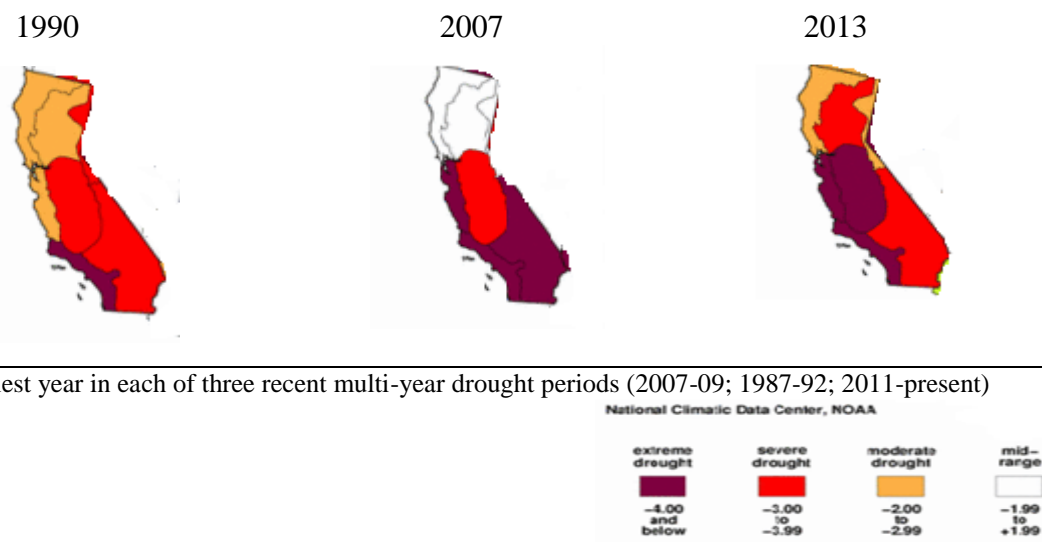 1990 2007 2013
est year in each of three recent multi-year drought periods (2007-09; 1987-92; 2011-present)
National Climatic Data Center, NOAA
extreme severe moderate mid-
drought drought drought range
-4.00 -3.00 -2.00 -1.99
and to to to
below -3.99 -2.99 +1.99